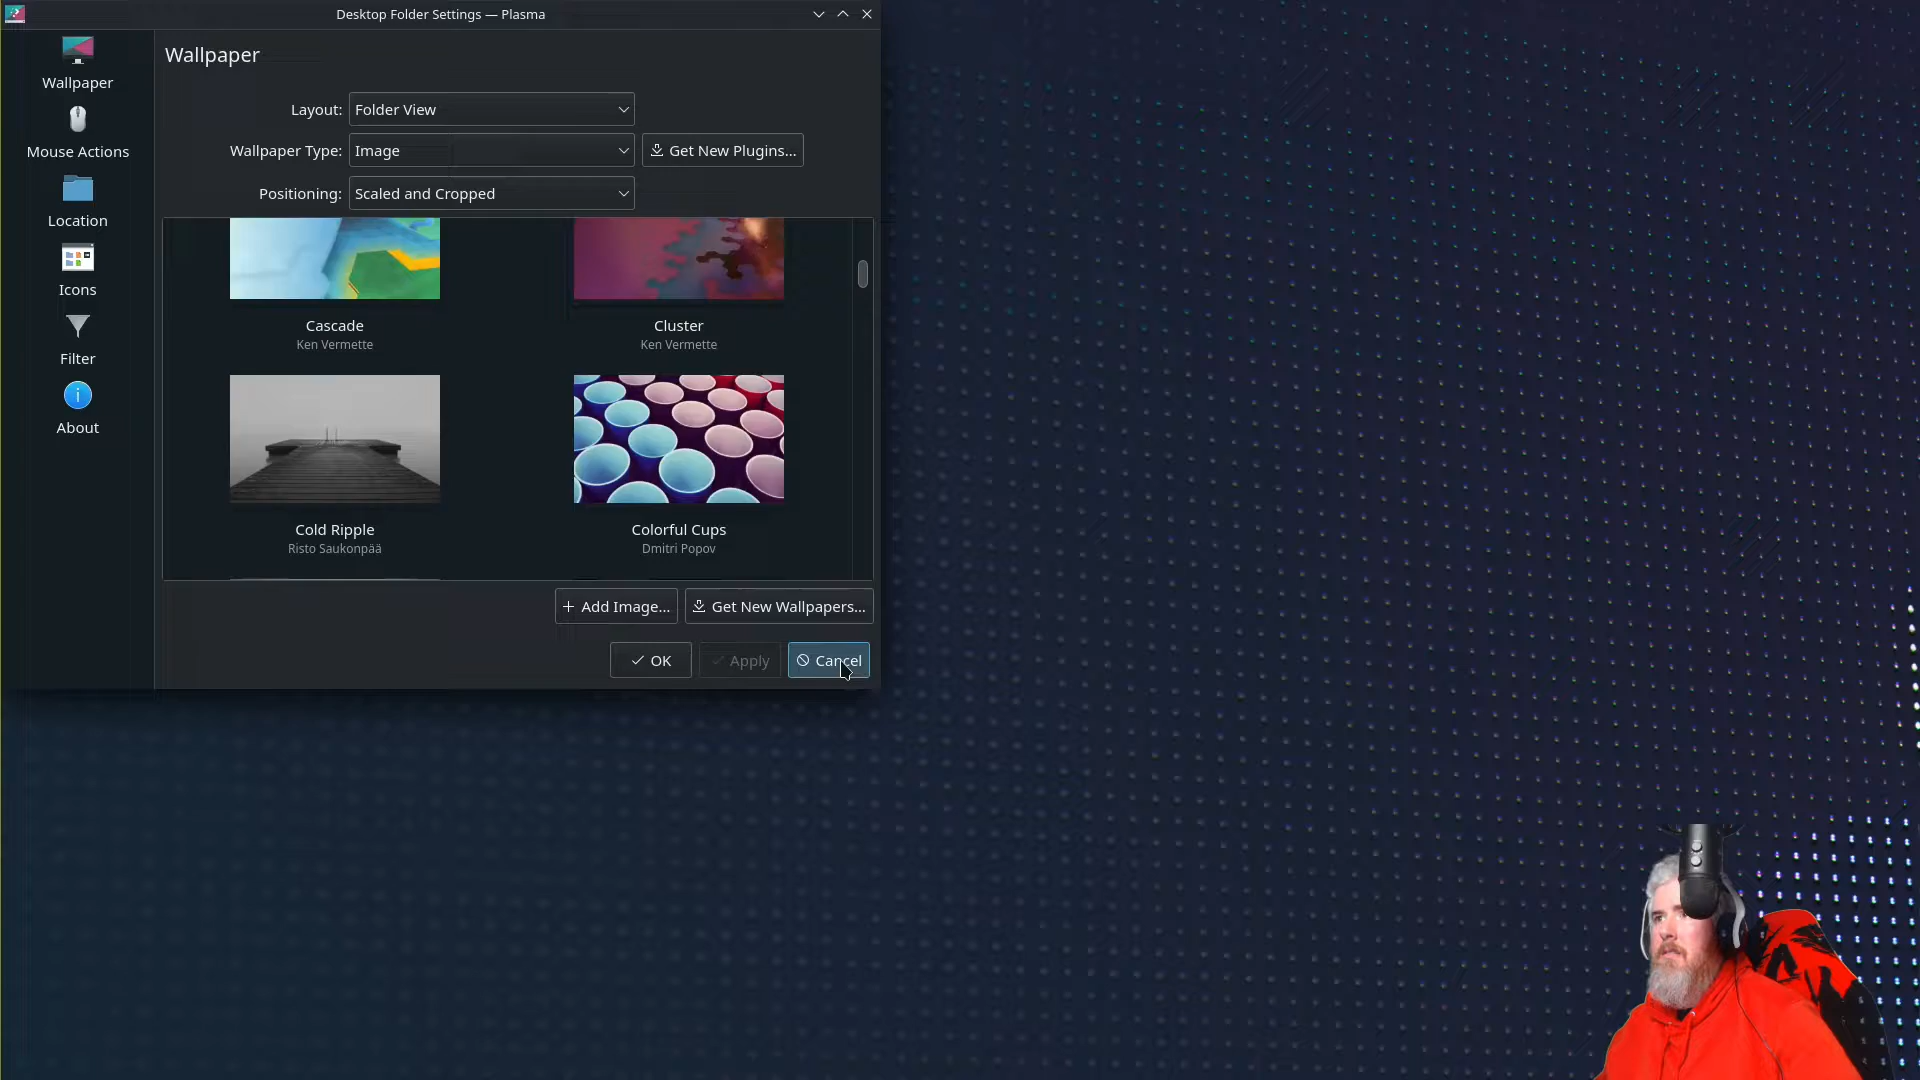 Desktop Folder Settings — Plasma
Wallpaper
Mouse Actions
Location
Icons
Filter
About
Wallpaper
Layout: Folder View
Wallpaper Type: Image Get New Plugins...
Positioning: Scaled and Cropped
Cascade Cluster
Ken Vermette Ken Vermette
Cold Ripple Colorful Cups
Risto Saukonpää Dmitri Popov
Add Image... Get New Wallpapers...
OK Apply Cancel